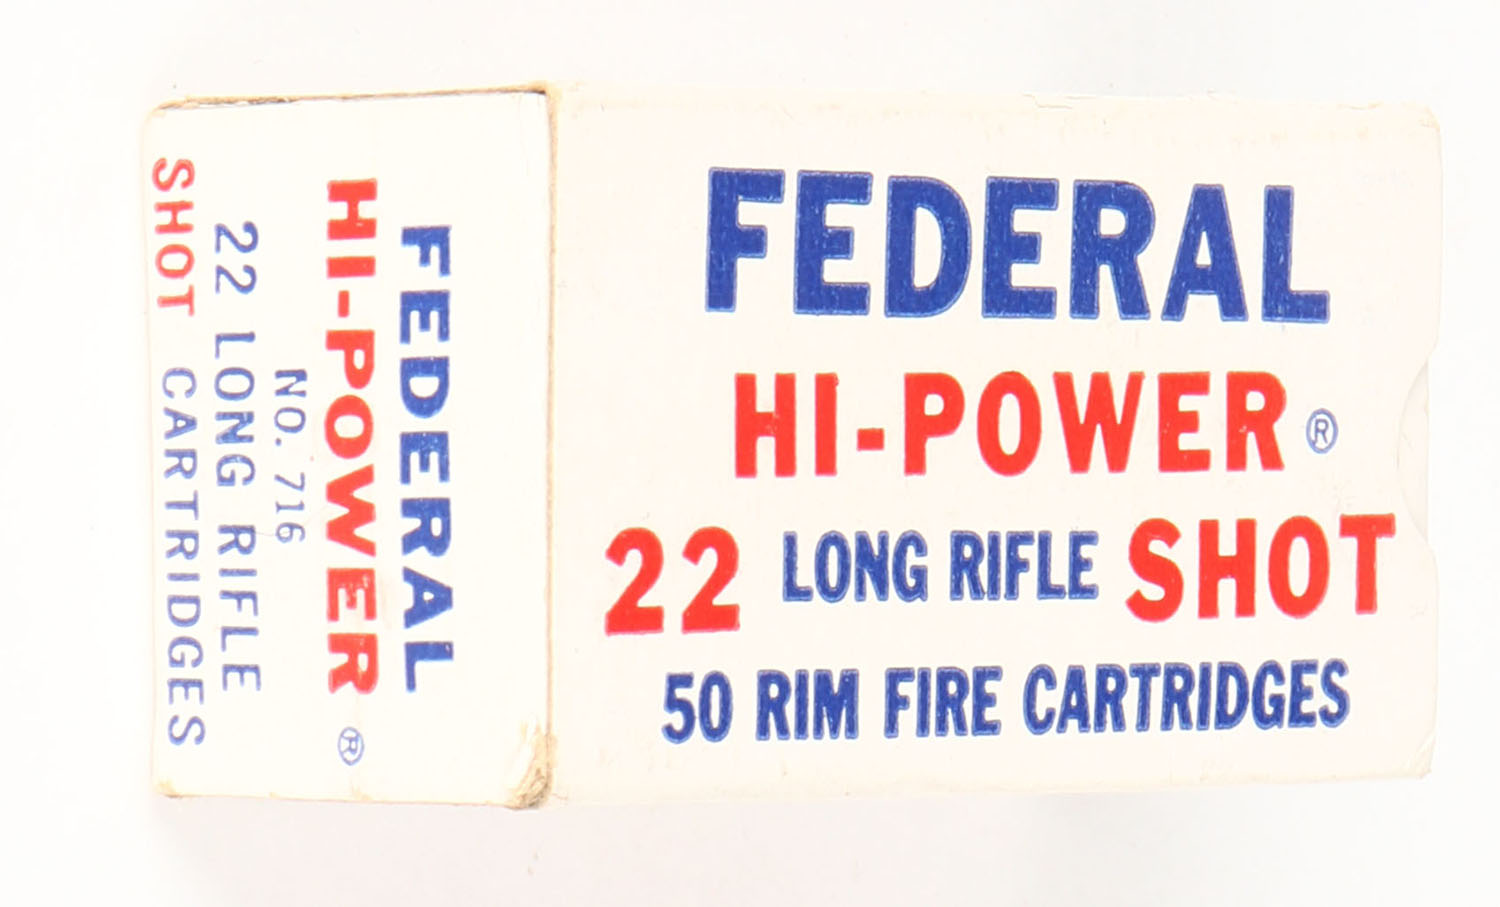 FEDERAL
HI-POWER®
22 LONG RIFLE SHOT
50 RIM FIRE CARTRIDGES
FEDERAL
HI-POWER®
NO. 716
22 LONG RIFLE
SHOT CARTRIDGES